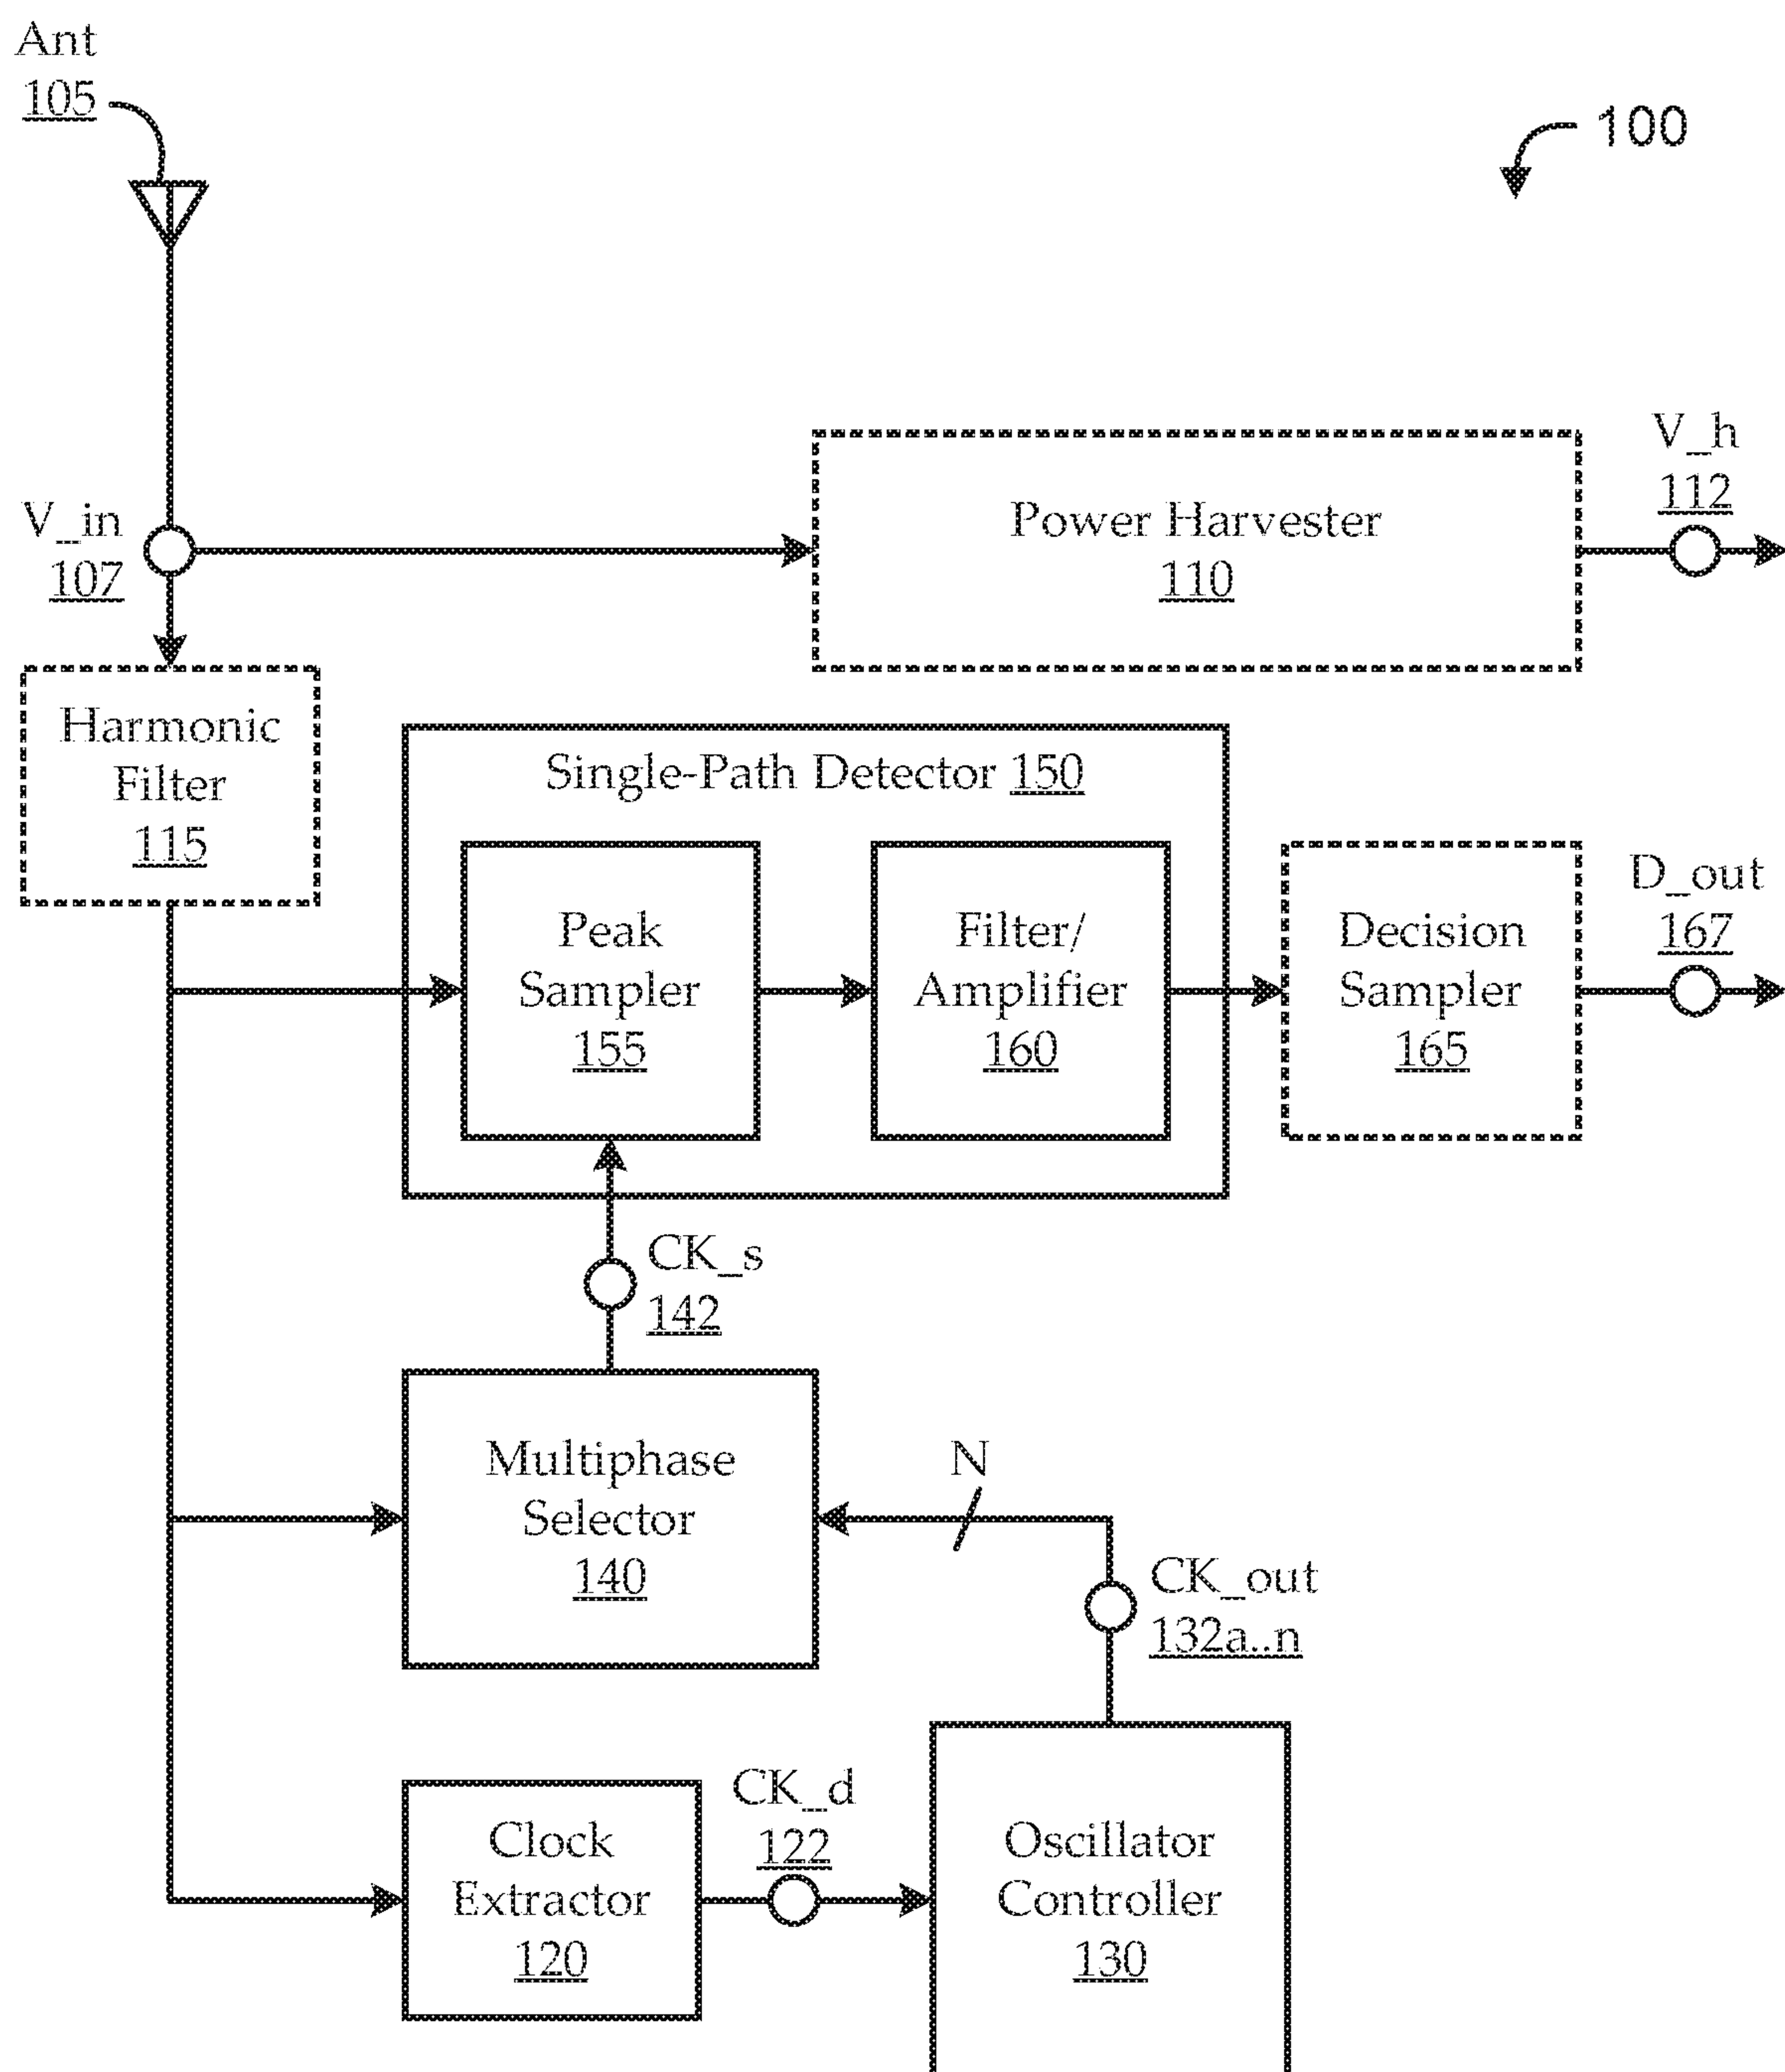 Ant
105
100
V_in
107
Power Harvester
110
V_h
112
Harmonic
Filter
115
Single-Path Detector 150
Peak
Sampler
155
Filter/
Amplifier
160
Decision
Sampler
165
D_out
167
CK_s
142
Multiphase
Selector
140
N
CK_out
132a..n
Clock
Extractor
120
CK_d
122
Oscillator
Controller
130